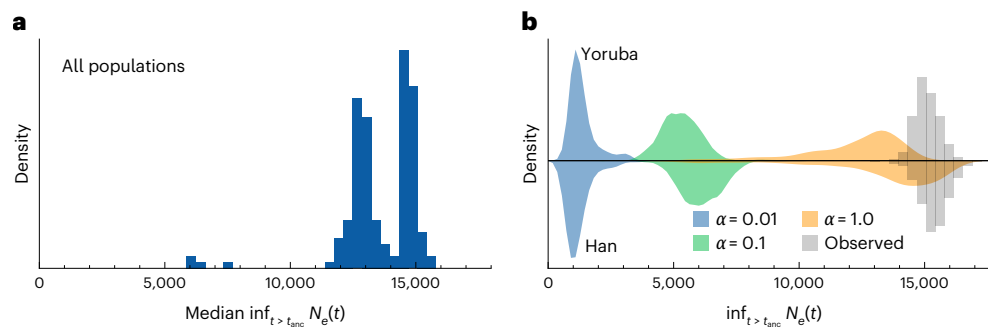 a
All populations
Density
0 5,000 10,000 15,000
Median inf_{t > t_anc} N_e(t)
b
Yoruba
Density
Han
α = 0.01 α = 1.0
α = 0.1 Observed
0 5,000 10,000 15,000
inf_{t > t_anc} N_e(t)